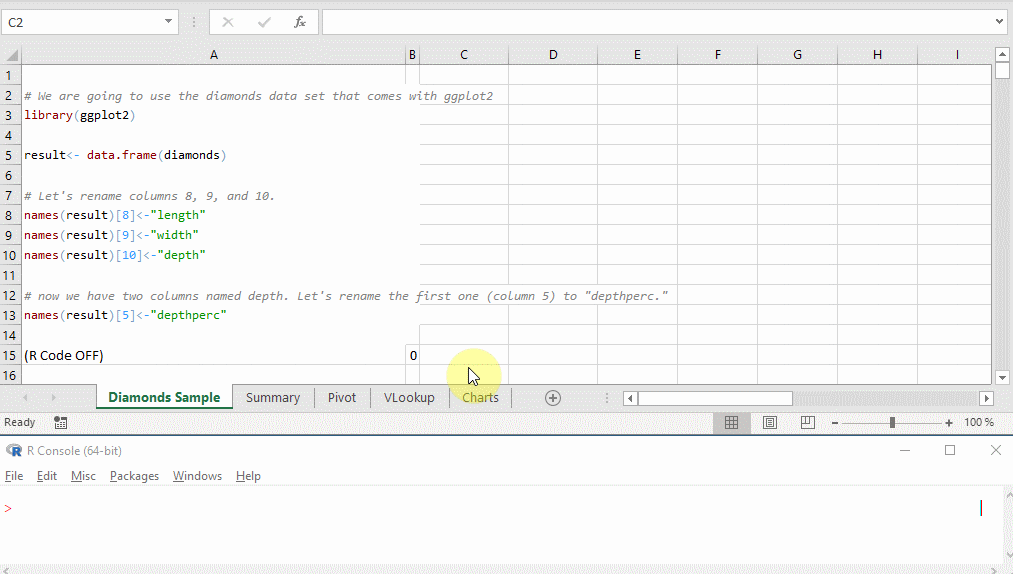 C2
fx
A B C D E F G H I
1
2 # We are going to use the diamonds data set that comes with ggplot2
3 library(ggplot2)
4
5 result<- data.frame(diamonds)
6
7 # Let's rename columns 8, 9, and 10.
8 names(result)[8]<-"length"
9 names(result)[9]<-"width"
10 names(result)[10]<-"depth"
11
12 # now we have two columns named depth. Let's rename the first one (column 5) to "depthperc."
13 names(result)[5]<-"depthperc"
14
15 (R Code OFF) 0
16
Diamonds Sample Summary Pivot VLookup Charts
Ready 100 %
R Console (64-bit)
File Edit Misc Packages Windows Help
>